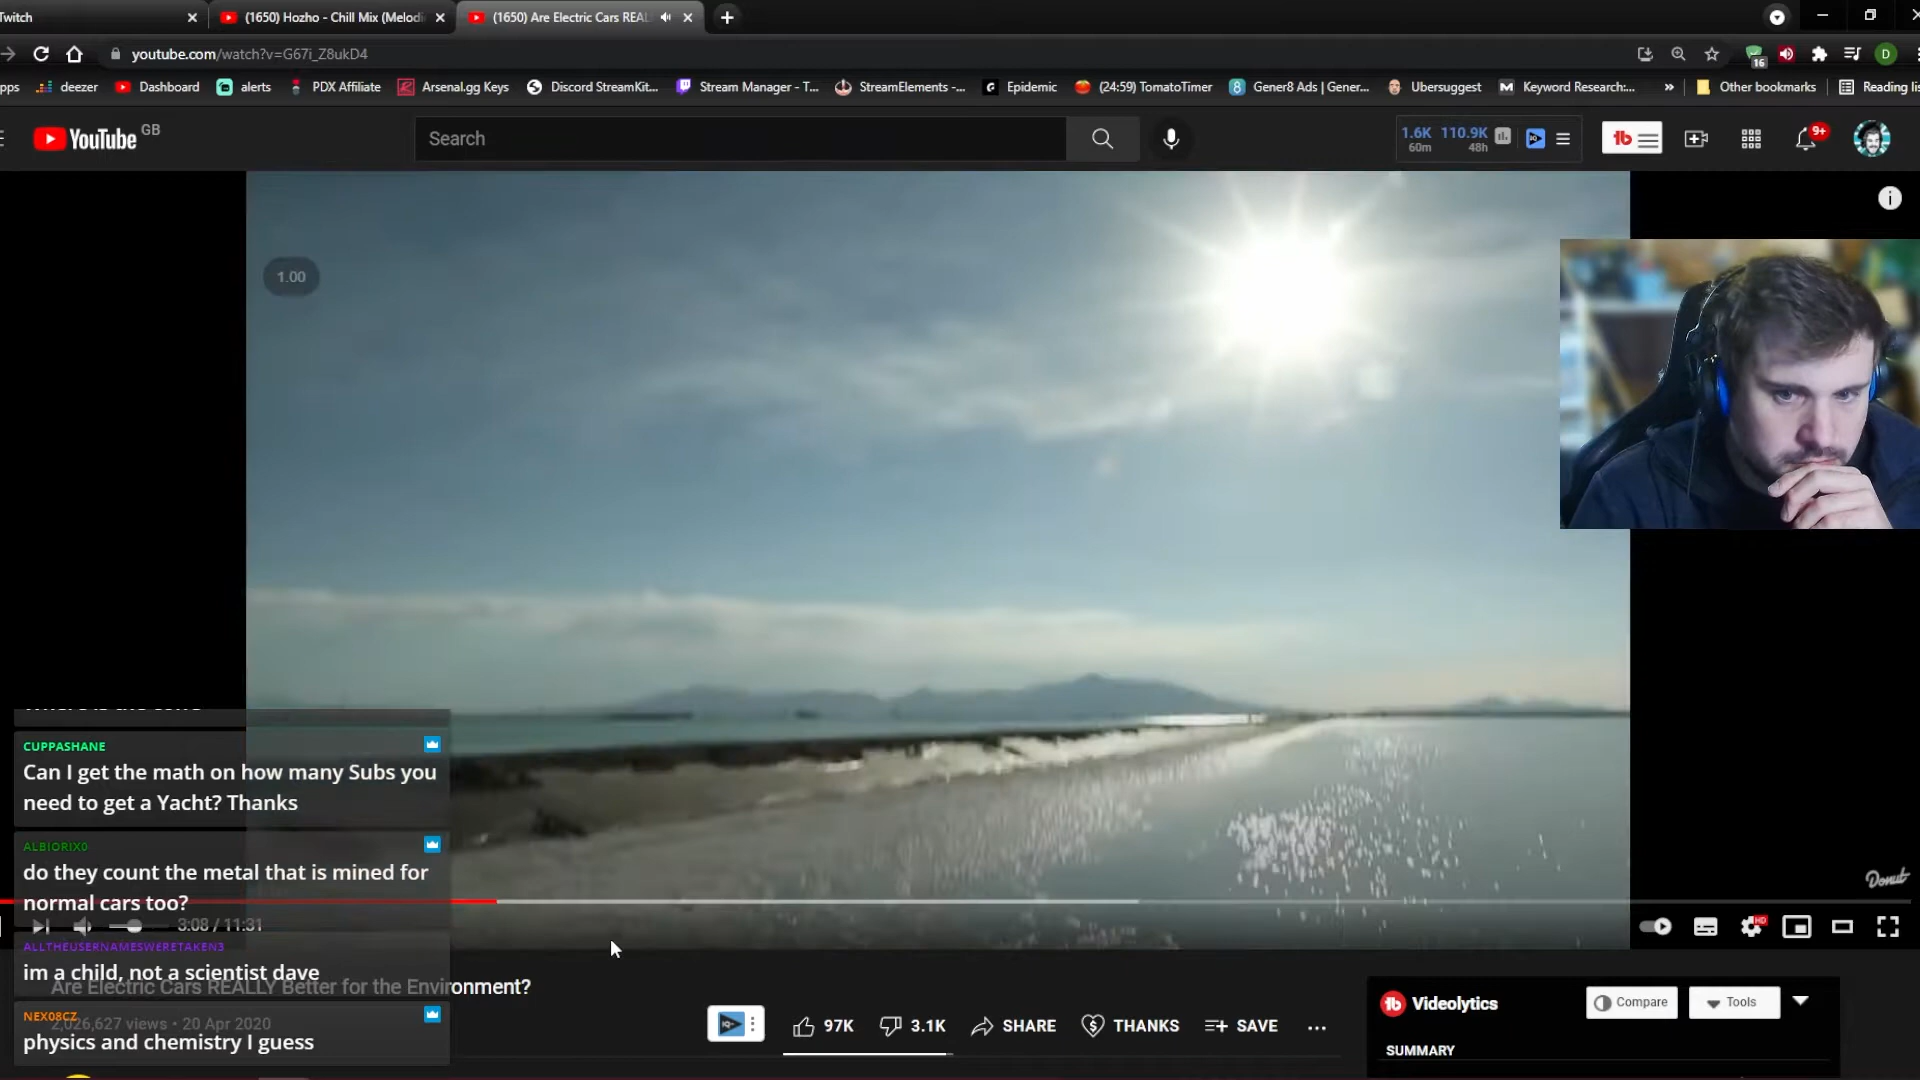 Twitch
(1650) Hozho - Chill Mix (Melodi
(1650) Are Electric Cars REAL
youtube.com/watch?v=G67i_Z8ukD4
16
D
pps
deezer
Dashboard
alerts
PDX Affiliate
Arsenal.gg Keys
Discord StreamKit...
Stream Manager - T...
StreamElements -...
Epidemic
(24:59) TomatoTimer
Gener8 Ads | Gener...
Ubersuggest
Keyword Research:...
»
Other bookmarks
Reading lis
YouTube GB
Search
1.6K 110.9K
60m 48h
9+
1.00
CUPPASHANE
Can I get the math on how many Subs you
need to get a Yacht? Thanks
ALBIORIX0
do they count the metal that is mined for
normal cars too?
Donut
3:08 / 11:31
HD
ALLTHEUSERNAMESWERETAKEN3
im a child, not a scientist dave
Are Electric Cars REALLY Better for the Environment?
NEX08CZ
2,026,627 views • 20 Apr 2020
physics and chemistry I guess
97K
3.1K
SHARE
THANKS
SAVE
Videolytics
Compare
Tools
SUMMARY